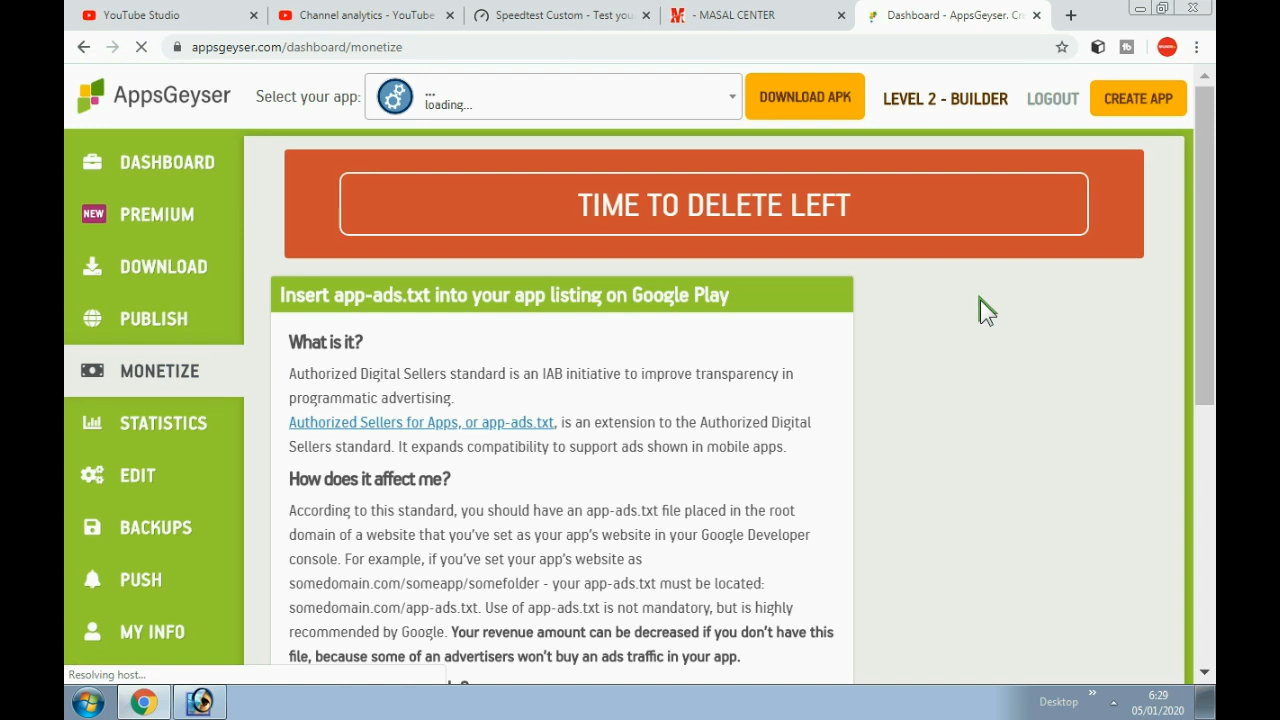 YouTube Studio
Channel analytics - YouTube
Speedtest Custom - Test you
- MASAL CENTER
Dashboard - AppsGeyser. Cr
appsgeyser.com/dashboard/monetize
AppsGeyser
Select your app:
...
loading...
DOWNLOAD APK
LEVEL 2 - BUILDER
LOGOUT
CREATE APP
DASHBOARD
NEW PREMIUM
DOWNLOAD
PUBLISH
MONETIZE
STATISTICS
EDIT
BACKUPS
PUSH
MY INFO
TIME TO DELETE LEFT
Insert app-ads.txt into your app listing on Google Play
What is it?
Authorized Digital Sellers standard is an IAB initiative to improve transparency in
programmatic advertising.
Authorized Sellers for Apps, or app-ads.txt, is an extension to the Authorized Digital
Sellers standard. It expands compatibility to support ads shown in mobile apps.
How does it affect me?
According to this standard, you should have an app-ads.txt file placed in the root
domain of a website that you've set as your app's website in your Google Developer
console. For example, if you've set your app's website as
somedomain.com/someapp/somefolder - your app-ads.txt must be located:
somedomain.com/app-ads.txt. Use of app-ads.txt is not mandatory, but is highly
recommended by Google. Your revenue amount can be decreased if you don't have this
file, because some of an advertisers won't buy an ads traffic in your app.
Resolving host...
Desktop
6:29
05/01/2020